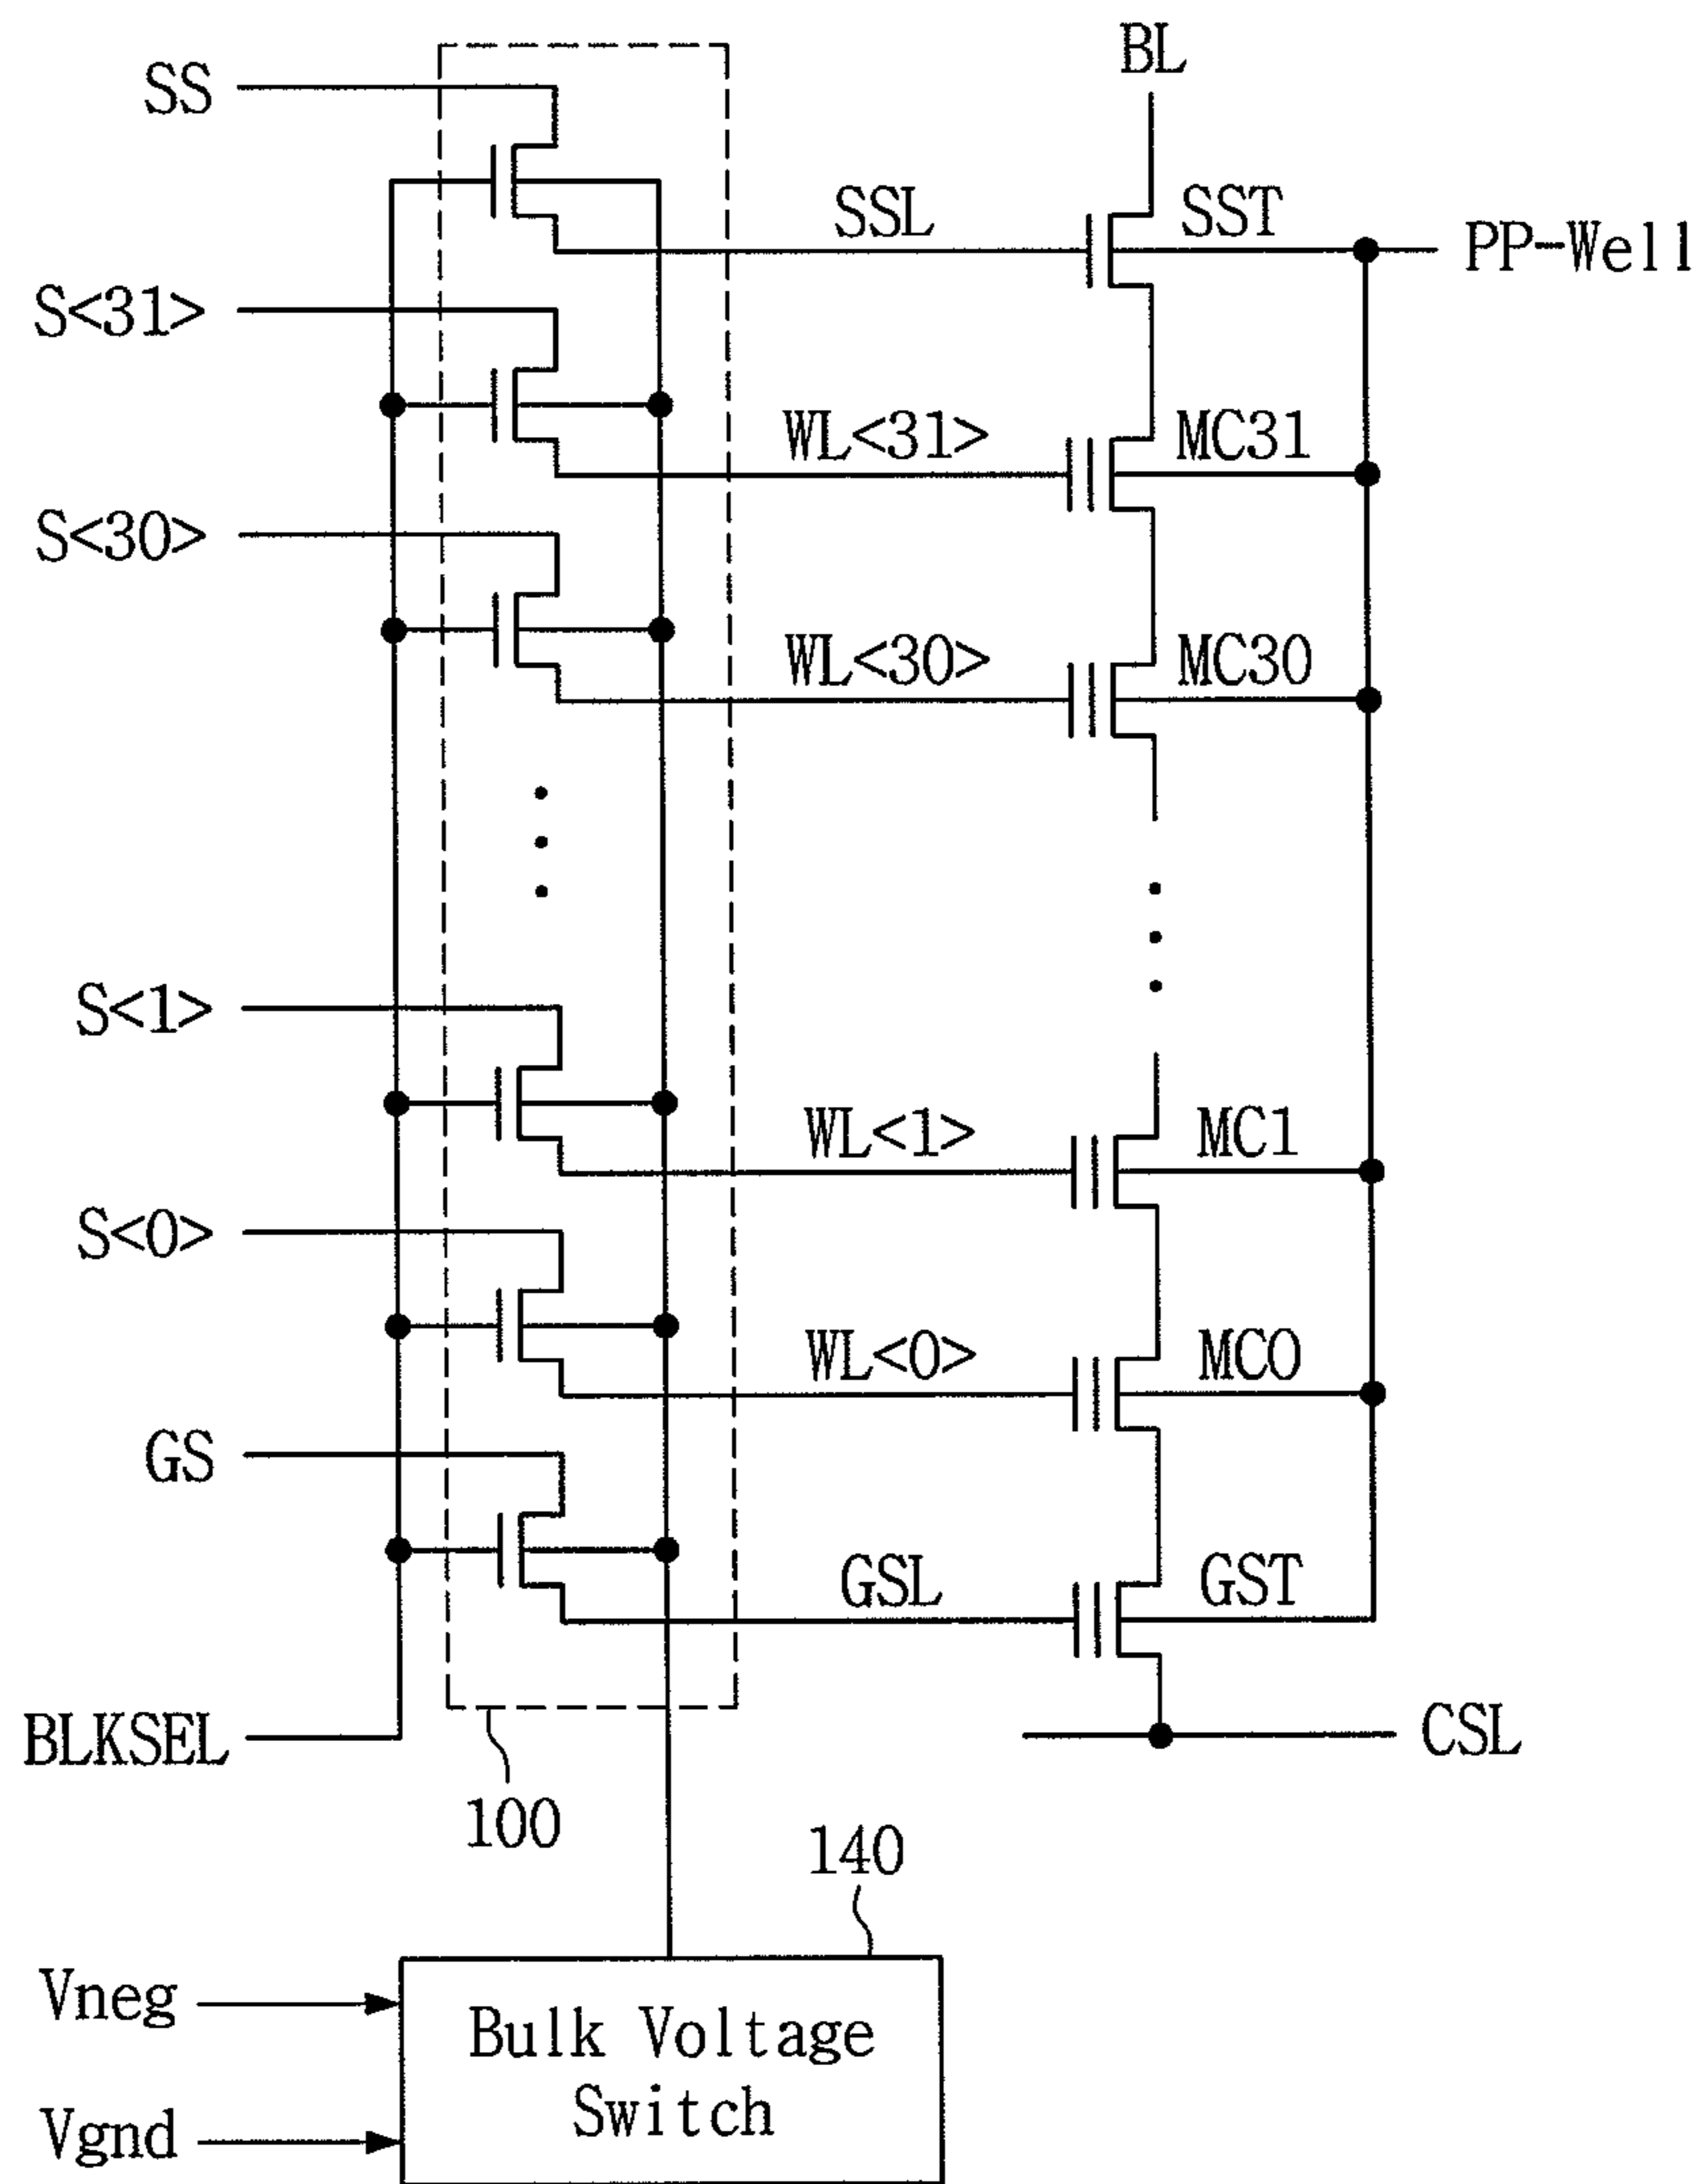 BL
SS
SSL
SST
PP-Well
S<31>
WL<31>
MC31
S<30>
WL<30>
MC30
S<1>
WL<1>
MC1
S<0>
WL<0>
MC0
GS
GSL
GST
BLKSEL
CSL
100
140
Vneg
Bulk Voltage
Switch
Vgnd